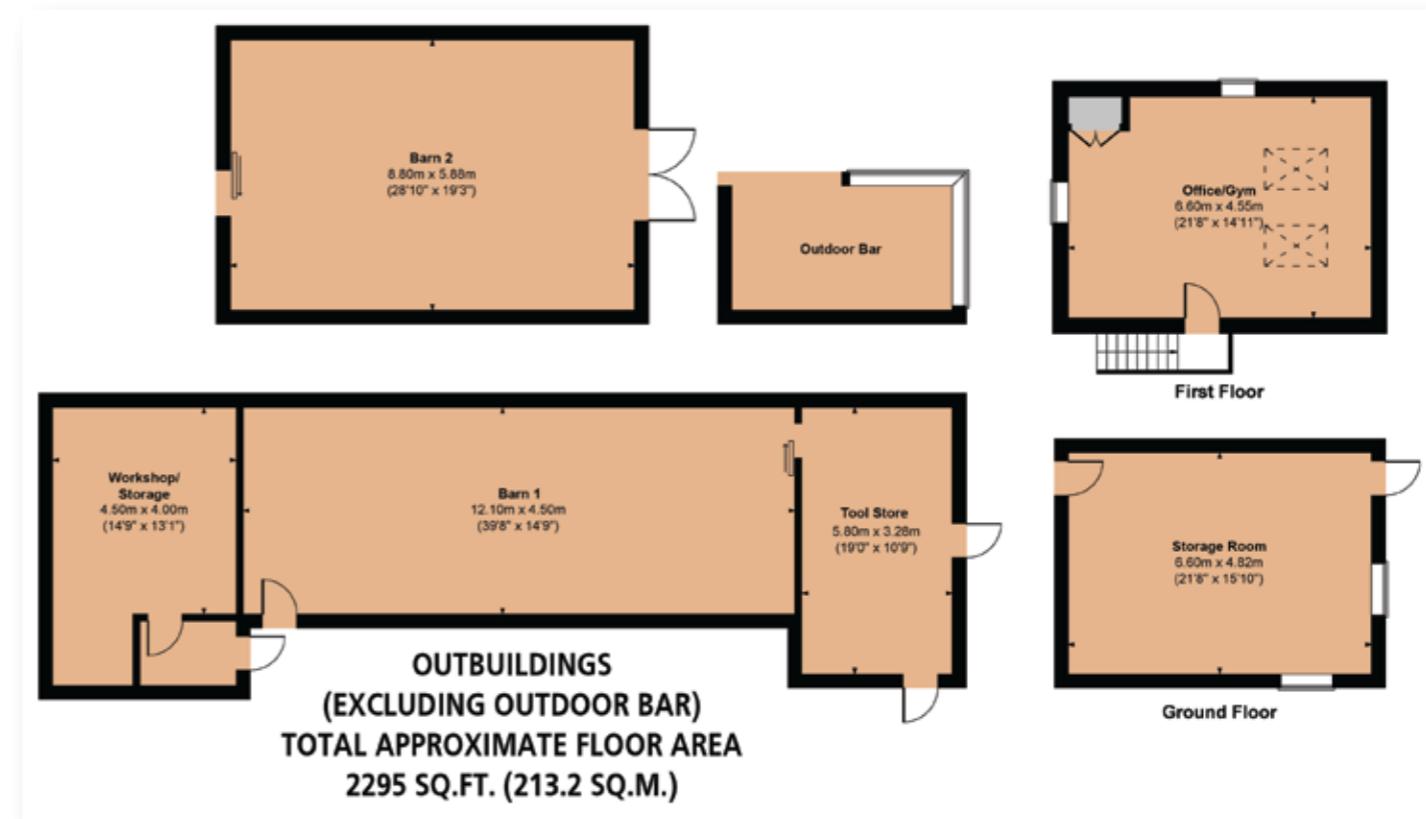 Barn 2
8.80m x 5.88m
(28'10" x 19'3")
Outdoor Bar
Office/Gym
6.60m x 4.55m
(21'8" x 14'11")
First Floor
Workshop/
Storage
4.50m x 4.00m
(14'9" x 13'1")
Barn 1
12.10m x 4.50m
(39'8" x 14'9")
Tool Store
5.80m x 3.28m
(19'0" x 10'9")
Storage Room
6.60m x 4.82m
(21'8" x 15'10")
Ground Floor
OUTBUILDINGS
(EXCLUDING OUTDOOR BAR)
TOTAL APPROXIMATE FLOOR AREA
2295 SQ.FT. (213.2 SQ.M.)